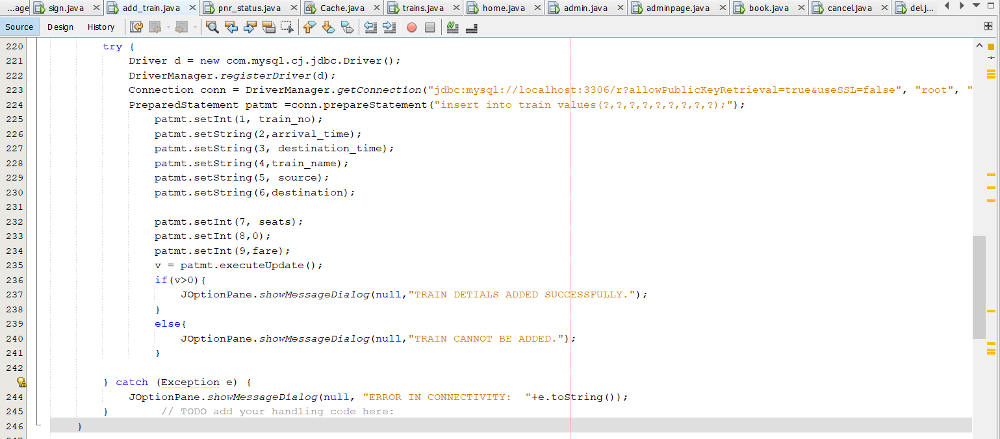 ...age sign.java add_train.java pnr_status.java Cache.java trains.java home.java admin.java adminpage.java book.java cancel.java del.j...
Source Design History
220 try {
221 Driver d = new com.mysql.cj.jdbc.Driver();
222 DriverManager.registerDriver(d);
223 Connection conn = DriverManager.getConnection("jdbc:mysql://localhost:3306/r?allowPublicKeyRetrieval=true&useSSL=false", "root", "
224 PreparedStatement patmt =conn.prepareStatement("insert into train values(?,?,?,?,?,?,?,?,?);");
225 patmt.setInt(1, train_no);
226 patmt.setString(2,arrival_time);
227 patmt.setString(3, destination_time);
228 patmt.setString(4,train_name);
229 patmt.setString(5, source);
230 patmt.setString(6,destination);
231
232 patmt.setInt(7, seats);
233 patmt.setInt(8,0);
234 patmt.setInt(9,fare);
235 v = patmt.executeUpdate();
236 if(v>0){
237 JOptionPane.showMessageDialog(null,"TRAIN DETIALS ADDED SUCCESSFULLY.");
238 }
239 else{
240 JOptionPane.showMessageDialog(null,"TRAIN CANNOT BE ADDED.");
241 }
242
} catch (Exception e) {
244 JOptionPane.showMessageDialog(null, "ERROR IN CONNECTIVITY:  "+e.toString());
245 } // TODO add your handling code here:
246 }